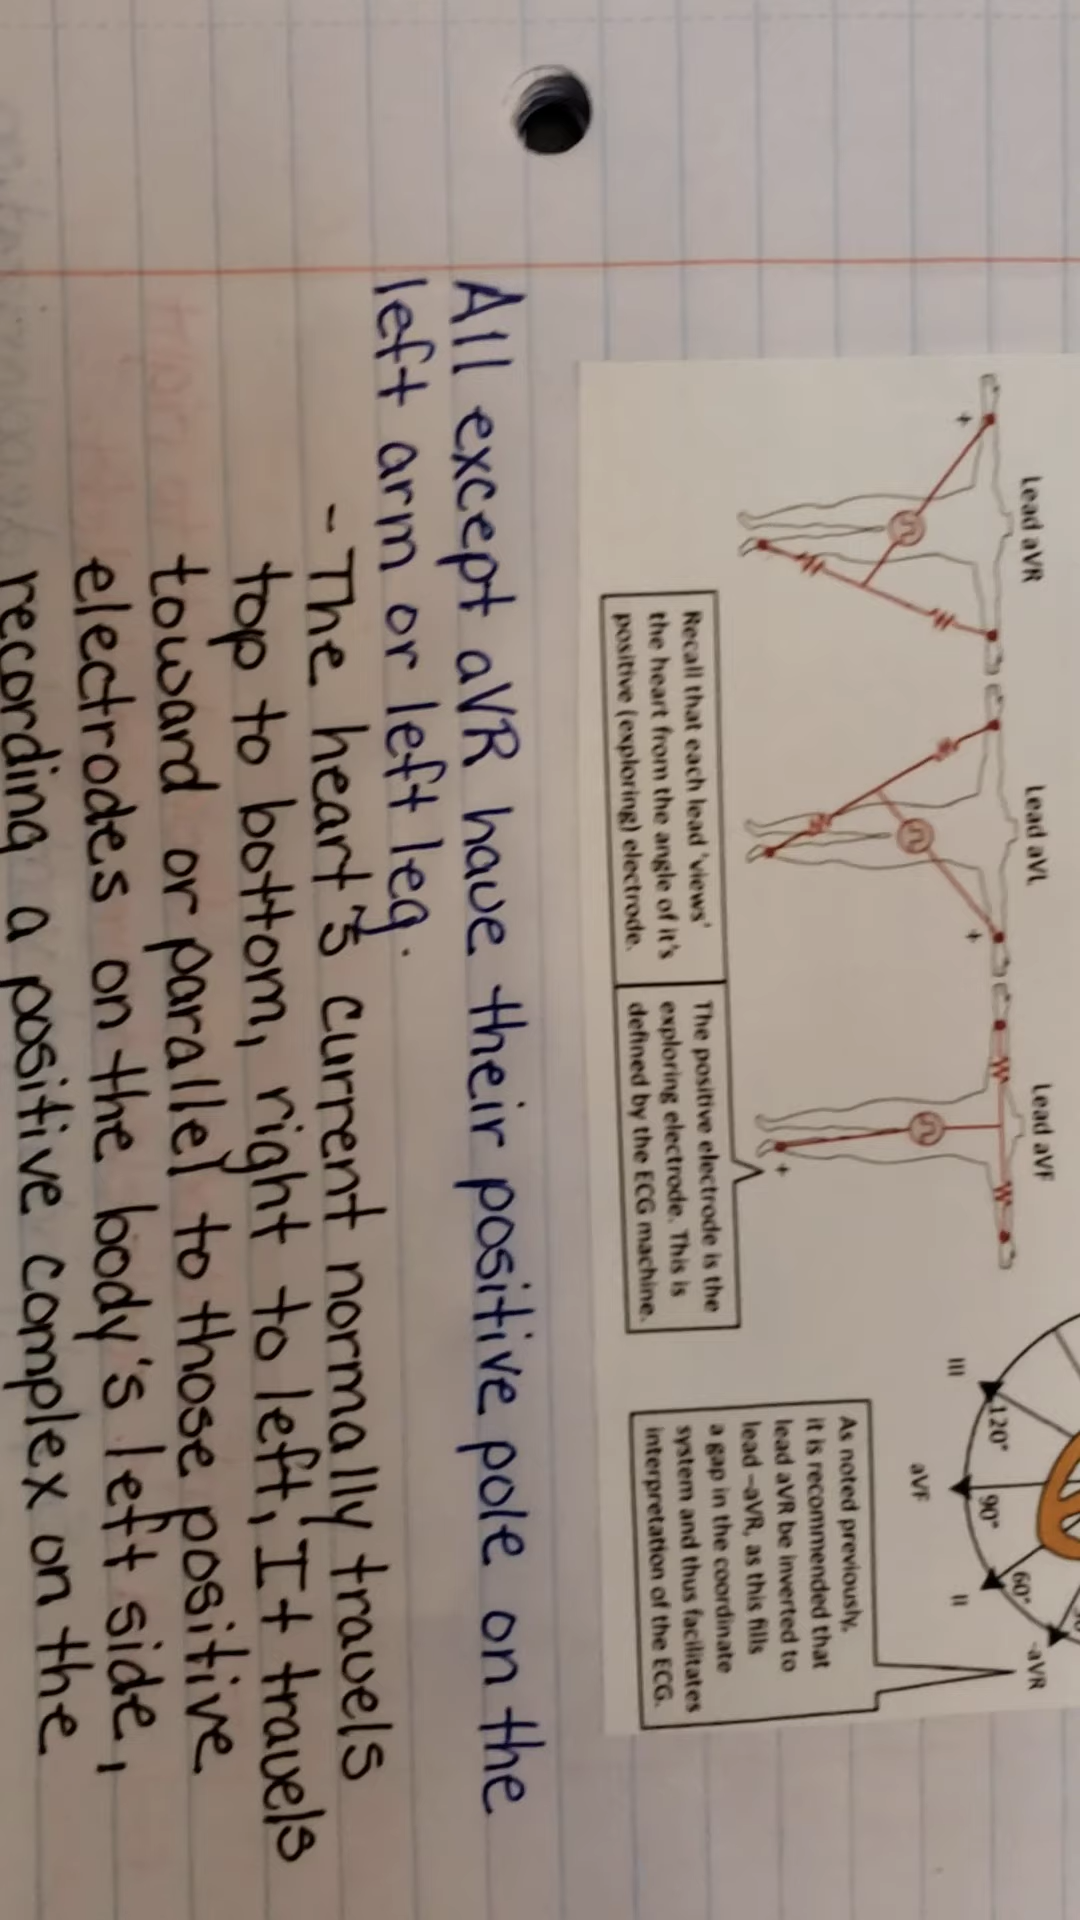 Lead aVR
Lead aVL
Lead aVF
+
+
+
Recall that each lead 'views'
the heart from the angle of it's
positive (exploring) electrode.
The positive electrode is the
exploring electrode. This is
defined by the ECG machine.
III
120°
aVF
90°
60°
II
-aVR
As noted previously,
it is recommended that
lead aVR be inverted to
lead –aVR, as this fills
a gap in the coordinate
system and thus facilitates
interpretation of the ECG.
All except aVR have their positive pole on the
left arm or left leg.
- The heart's current normally travels
top to bottom, right to left, It travels
toward or parallel to those positive
electrodes on the body's left side,
recording a positive complex on the